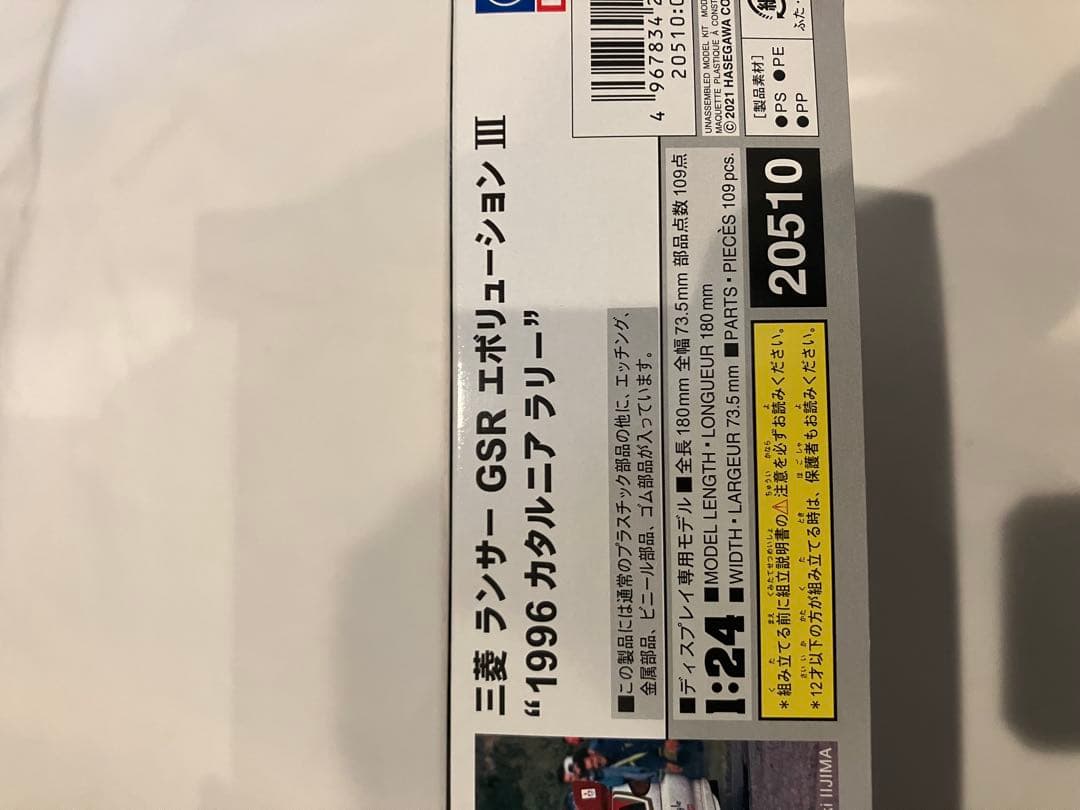 三菱 ランサー GSR エボリューション III
“1996 カタルニア ラリー”
■この製品には通常のプラスチック部品の他に、エッチング、
金属部品、ビニール部品、ゴム部品が入っています。
■ディスプレイ専用モデル ■全長 180mm 全幅 73.5mm 部品点数 109点
1:24
■MODEL LENGTH・LONGUEUR 180 mm
■WIDTH・LARGEUR 73.5 mm ■PARTS・PIECÈS 109 pcs.
*組み立てる前に組立説明書の⚠注意を必ずお読みください。
*12才以下の方が組み立てる時は、保護者もお読みください。
20510
4 967834 2
20510:0
UNASSEMBLED MODEL KIT
MAQUETTE PLASTIQUE À
© 2021 HASEGAWA
[製品素材]
●PS ●PE
●PP
ふた・
IIJIMA